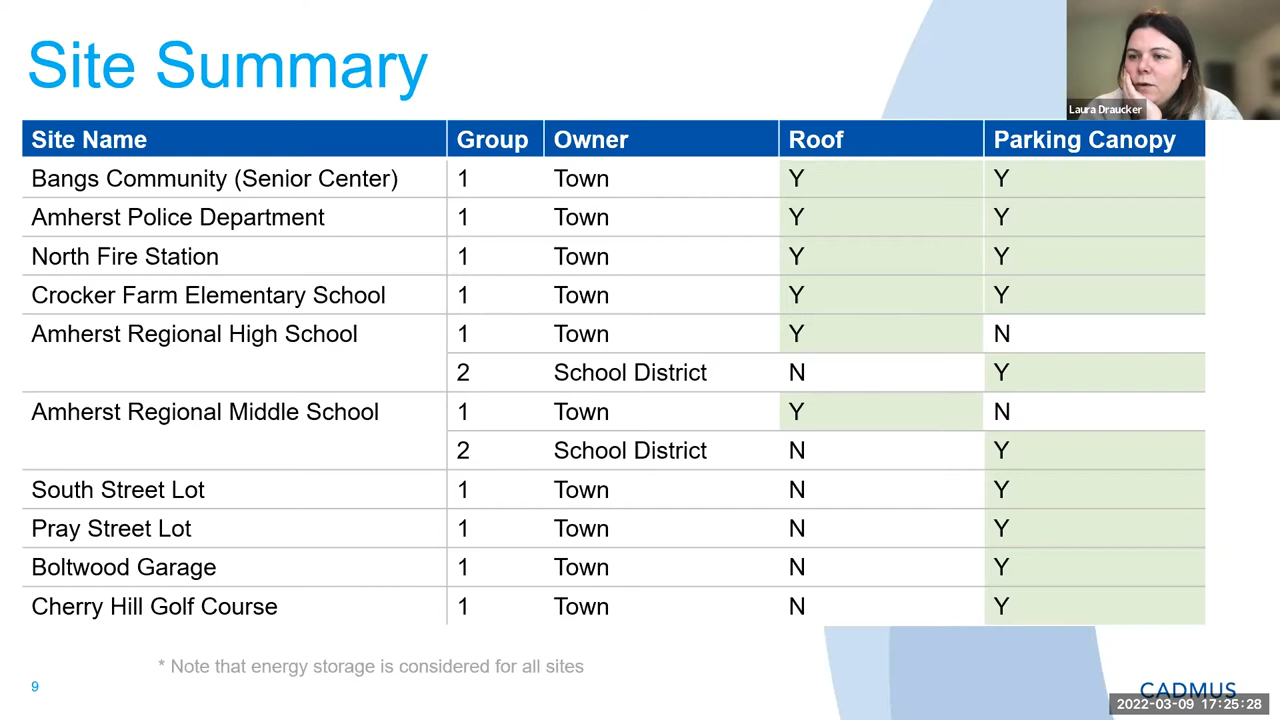 Site Summary
Laura Draucker
Site Name Group Owner Roof Parking Canopy
Bangs Community (Senior Center) 1 Town Y Y
Amherst Police Department 1 Town Y Y
North Fire Station 1 Town Y Y
Crocker Farm Elementary School 1 Town Y Y
Amherst Regional High School 1 Town Y N
2 School District N Y
Amherst Regional Middle School 1 Town Y N
2 School District N Y
South Street Lot 1 Town N Y
Pray Street Lot 1 Town N Y
Boltwood Garage 1 Town N Y
Cherry Hill Golf Course 1 Town N Y
* Note that energy storage is considered for all sites
9
CADMUS
2022-03-09 17:25:28